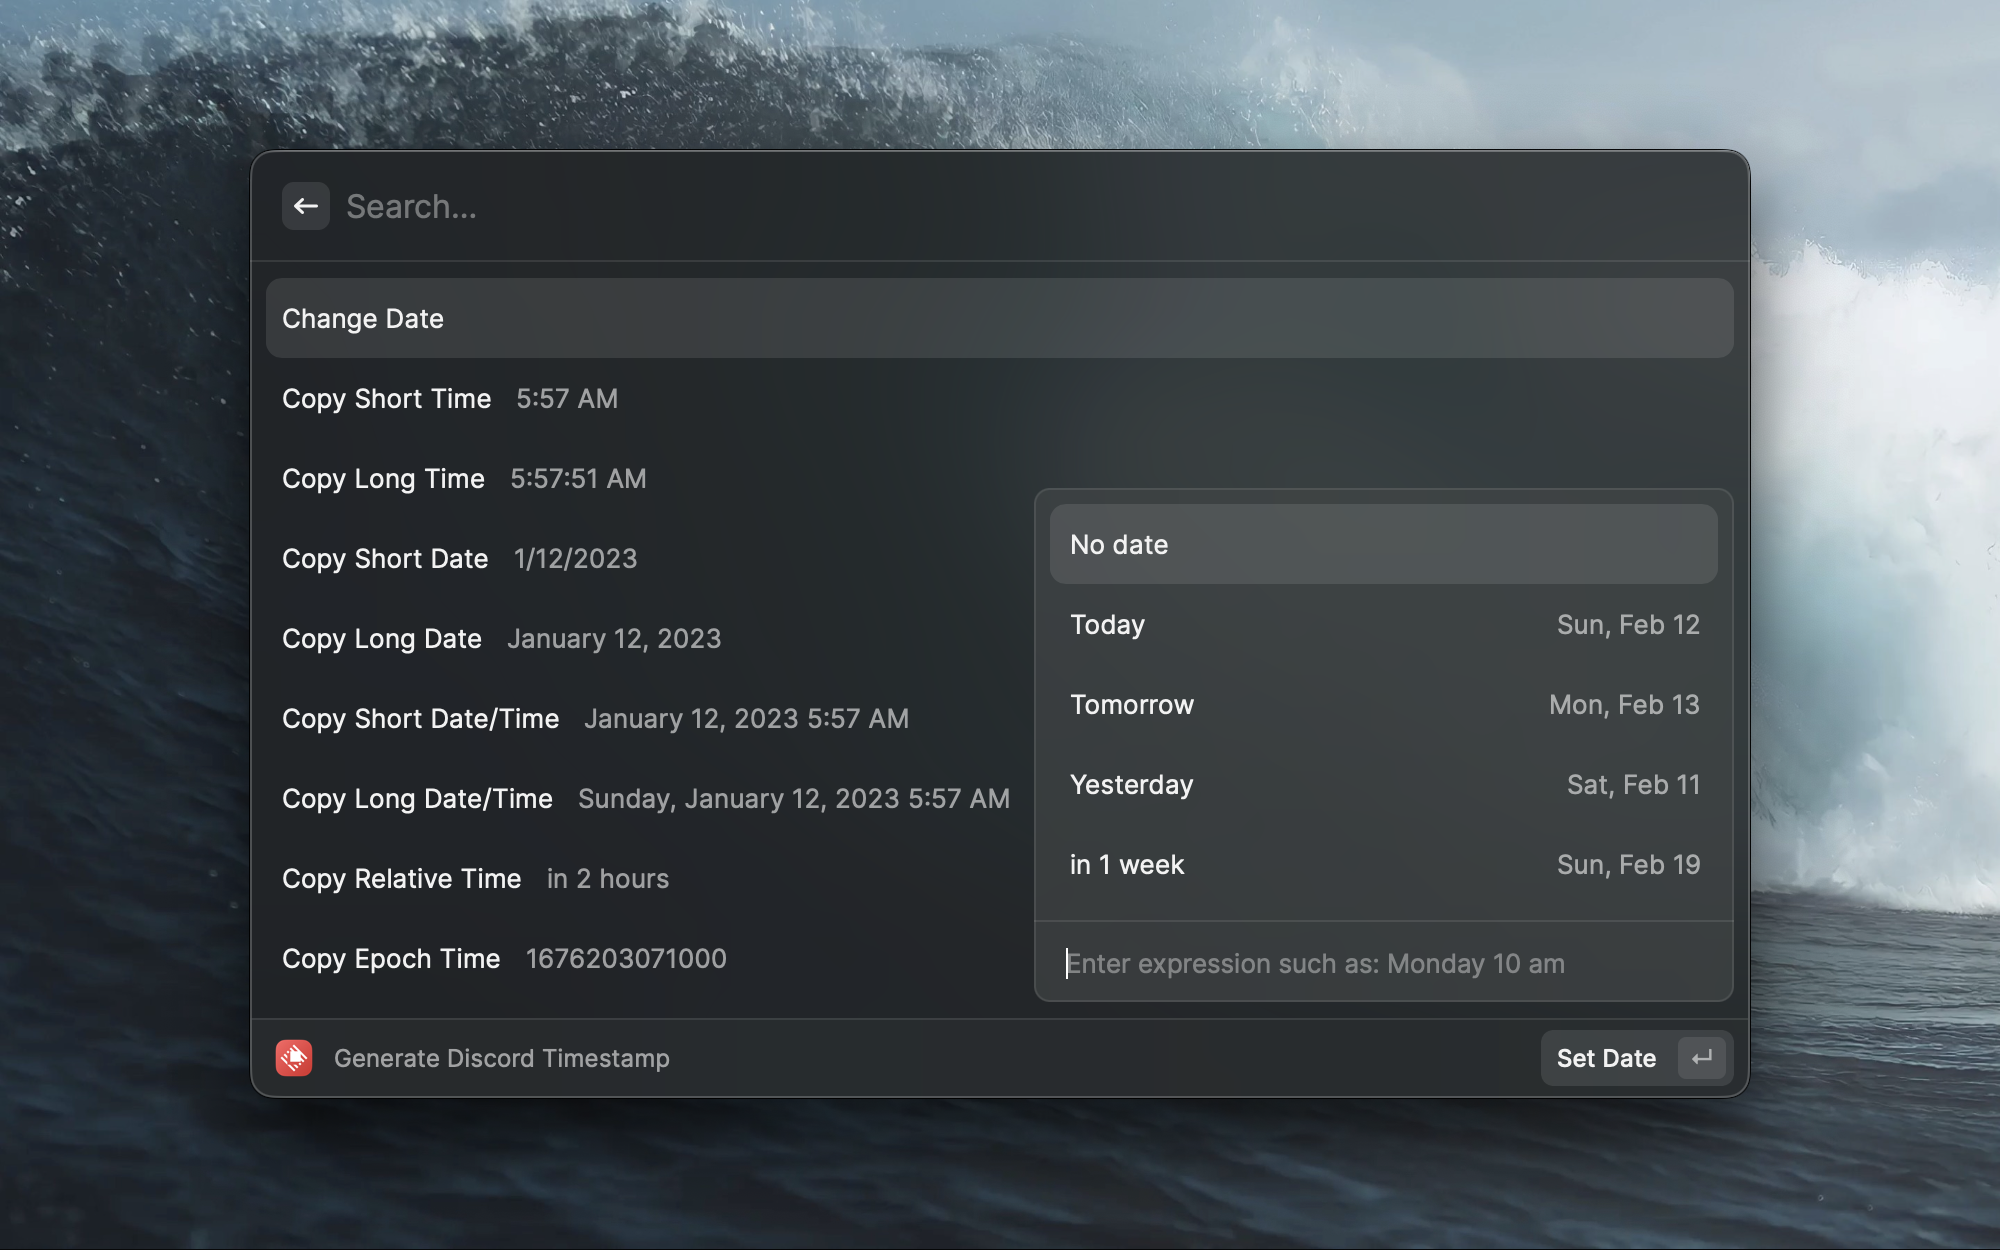 Search...
Change Date
Copy Short Time 5:57 AM
Copy Long Time 5:57:51 AM
Copy Short Date 1/12/2023
Copy Long Date January 12, 2023
Copy Short Date/Time January 12, 2023 5:57 AM
Copy Long Date/Time Sunday, January 12, 2023 5:57 AM
Copy Relative Time in 2 hours
Copy Epoch Time 1676203071000
No date
Today Sun, Feb 12
Tomorrow Mon, Feb 13
Yesterday Sat, Feb 11
in 1 week Sun, Feb 19
Enter expression such as: Monday 10 am
Generate Discord Timestamp
Set Date